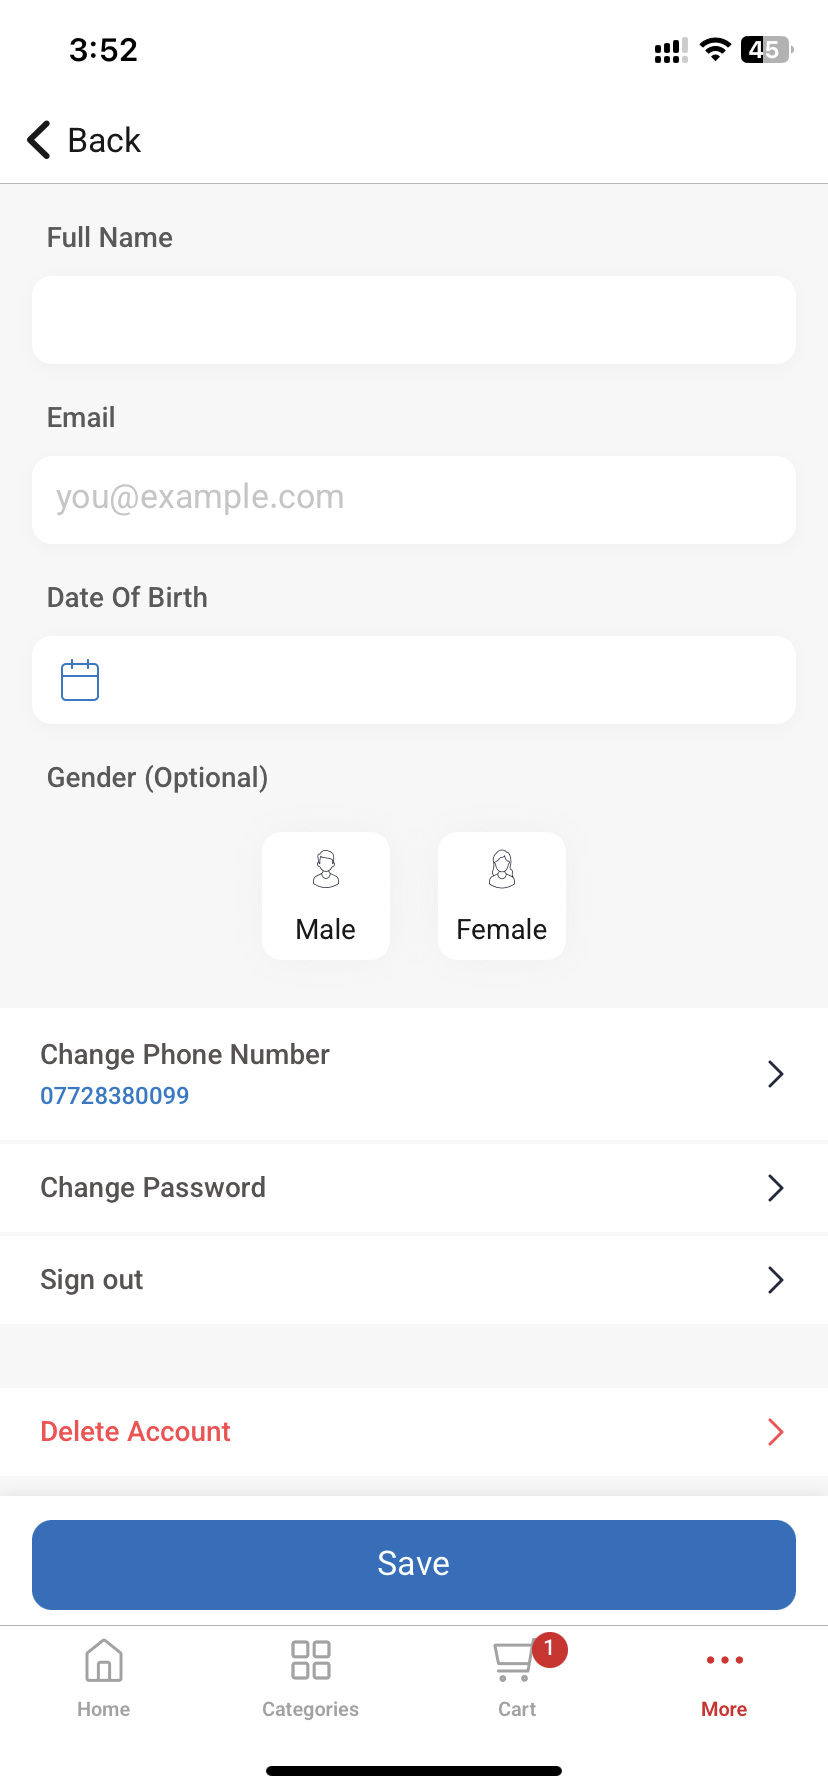 3:52
45
Back
Full Name
Email
you@example.com
Date Of Birth
Gender (Optional)
Male
Female
Change Phone Number
07728380099
Change Password
Sign out
Delete Account
Save
1
Home
Categories
Cart
More